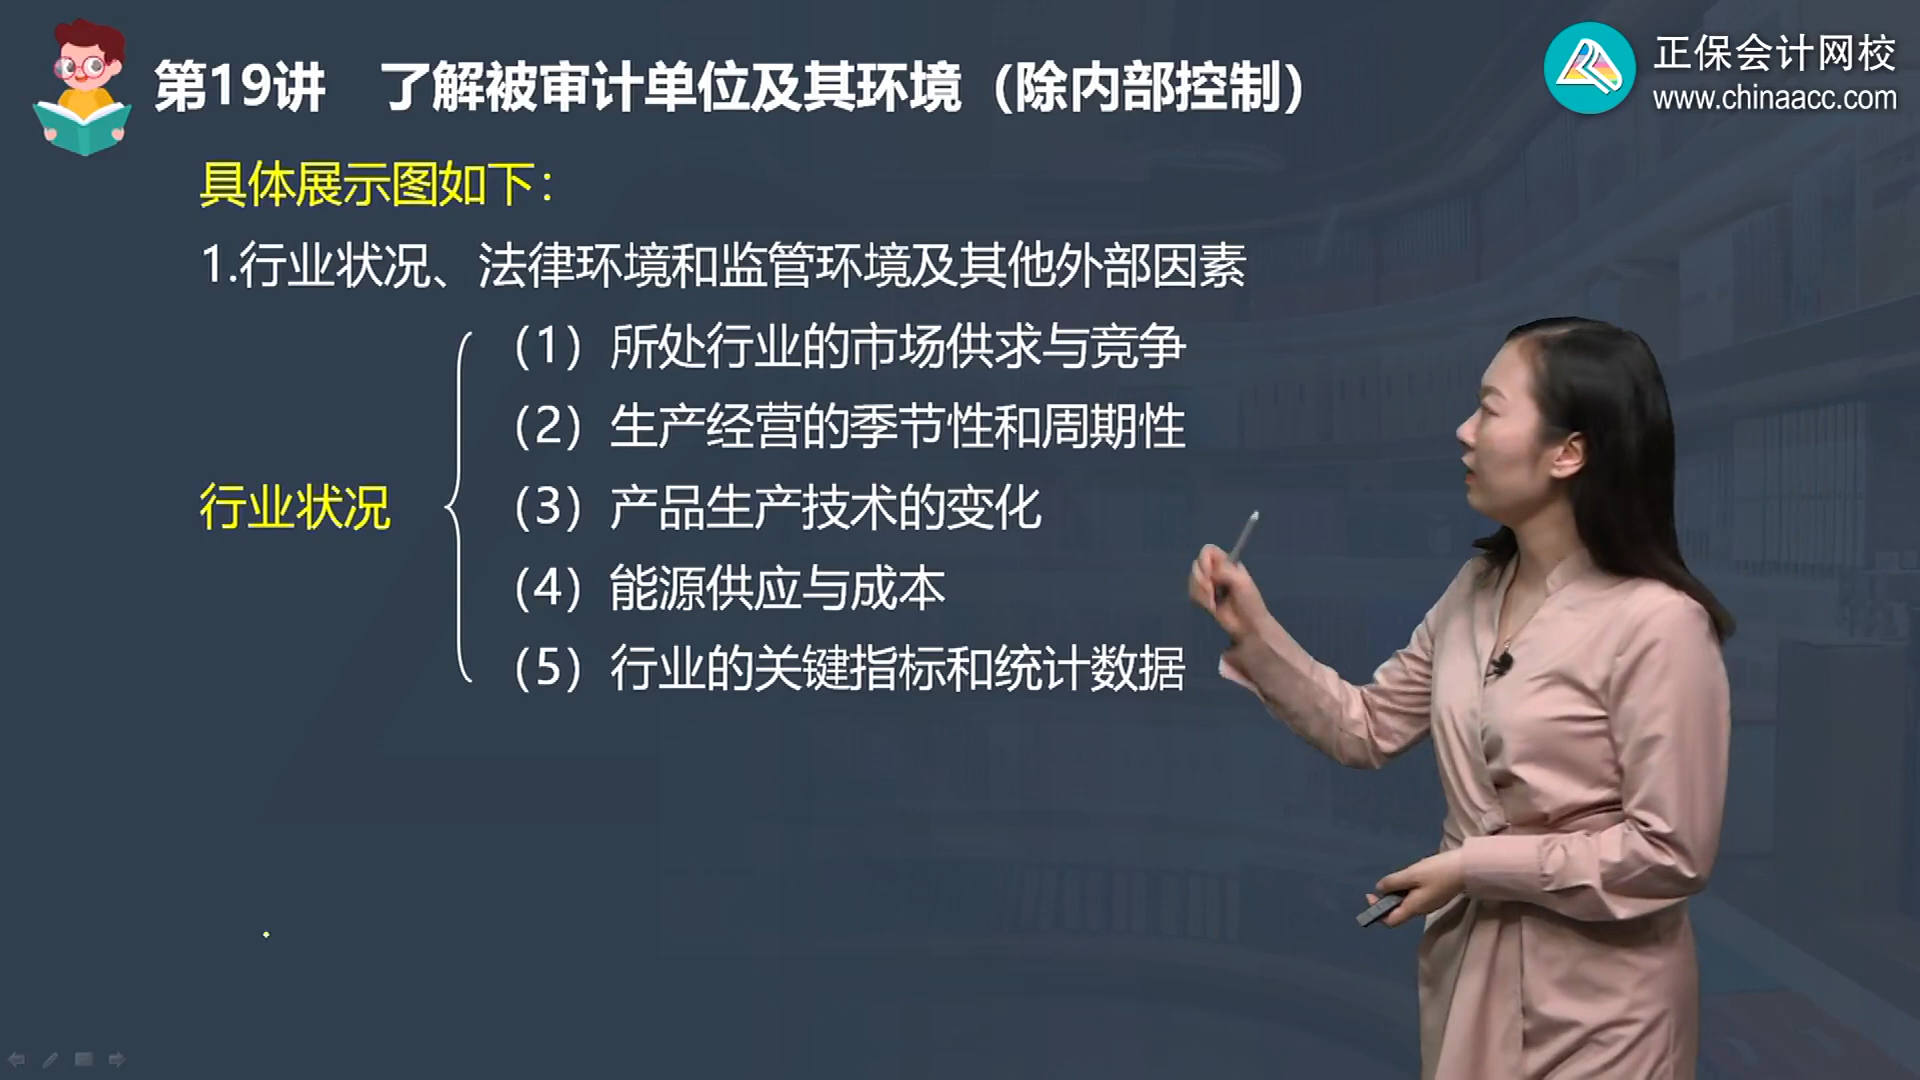 第19讲 了解被审计单位及其环境（除内部控制）
正保会计网校
www.chinaacc.com
具体展示图如下：
1.行业状况、法律环境和监管环境及其他外部因素
行业状况
（1）所处行业的市场供求与竞争
（2）生产经营的季节性和周期性
（3）产品生产技术的变化
（4）能源供应与成本
（5）行业的关键指标和统计数据